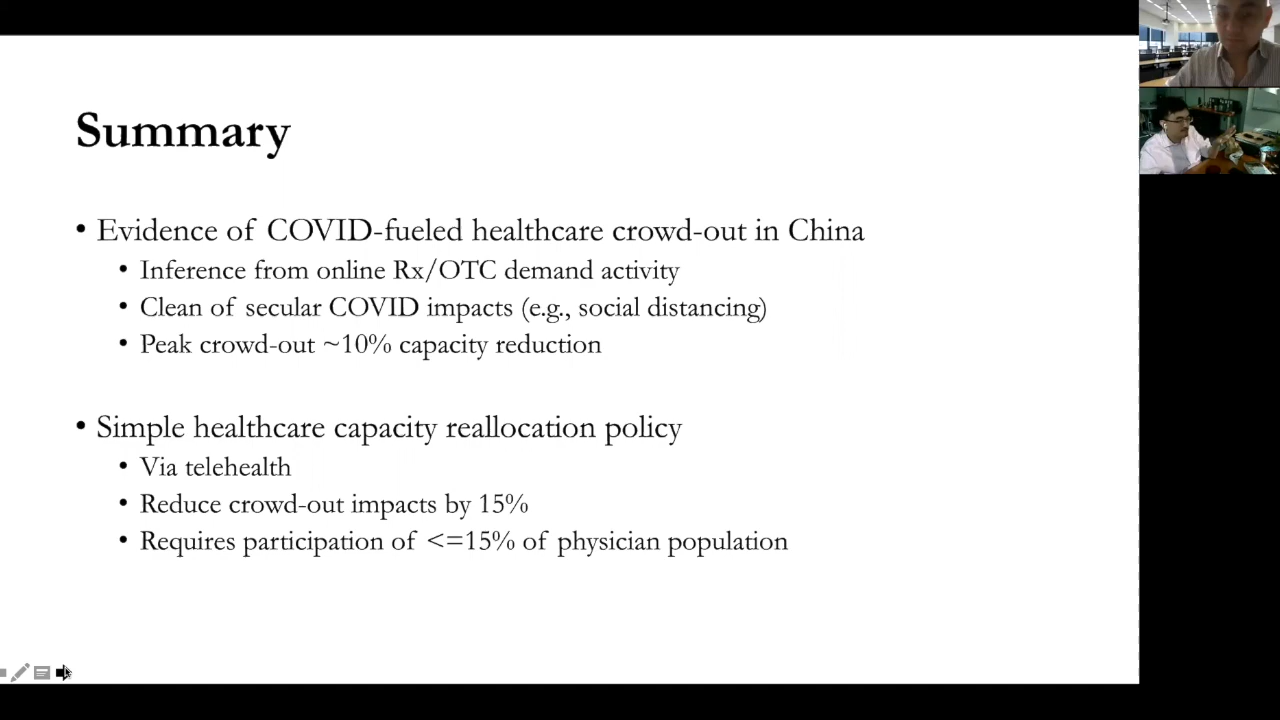 Summary
• Evidence of COVID-fueled healthcare crowd-out in China
• Inference from online Rx/OTC demand activity
• Clean of secular COVID impacts (e.g., social distancing)
• Peak crowd-out ~10% capacity reduction
• Simple healthcare capacity reallocation policy
• Via telehealth
• Reduce crowd-out impacts by 15%
• Requires participation of <=15% of physician population